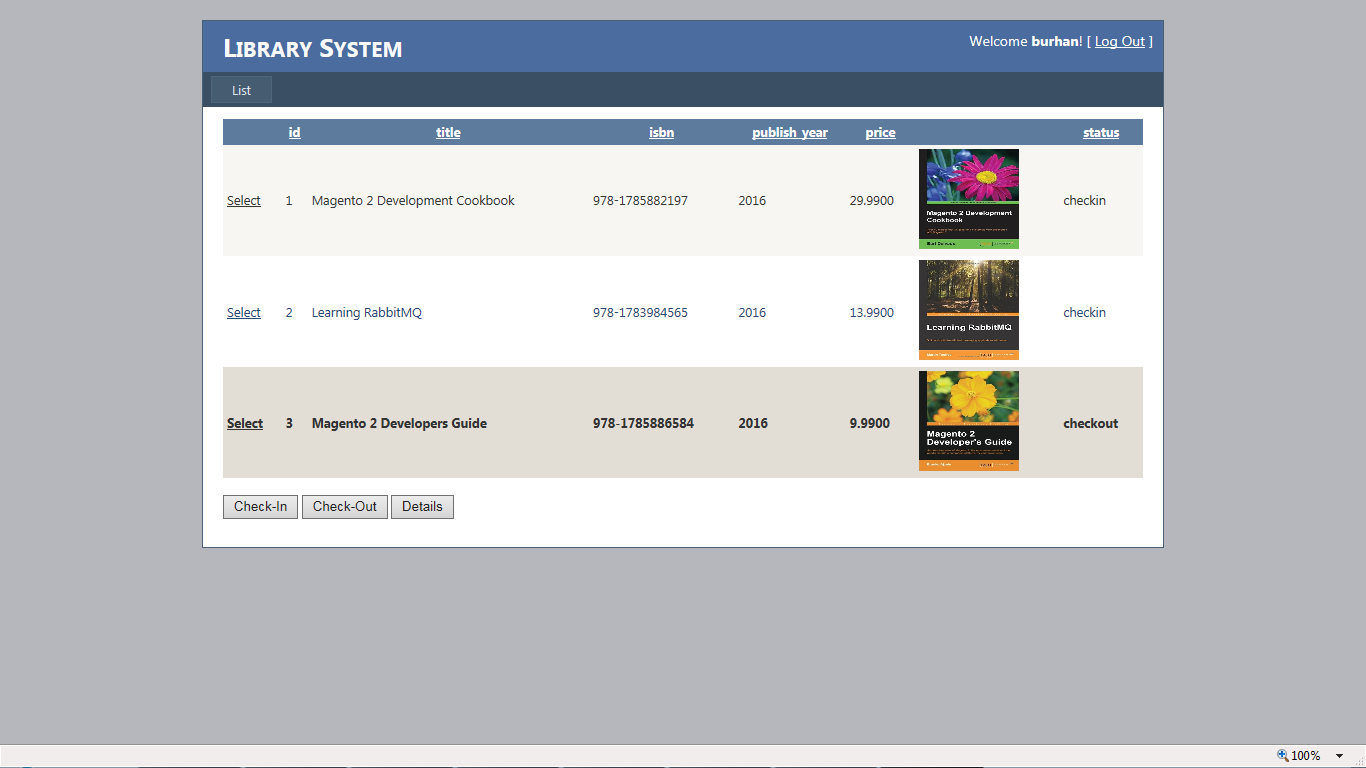 LIBRARY SYSTEM
Welcome burhan! [ Log Out ]
List
id title isbn publish_year price status
Select 1 Magento 2 Development Cookbook 978-1785882197 2016 29.9900 checkin
Magento 2 Development
Cookbook
Select 2 Learning RabbitMQ 978-1783984565 2016 13.9900 checkin
Learning RabbitMQ
Select 3 Magento 2 Developers Guide 978-1785886584 2016 9.9900 checkout
Magento 2
Developer's Guide
Check-In Check-Out Details
100%